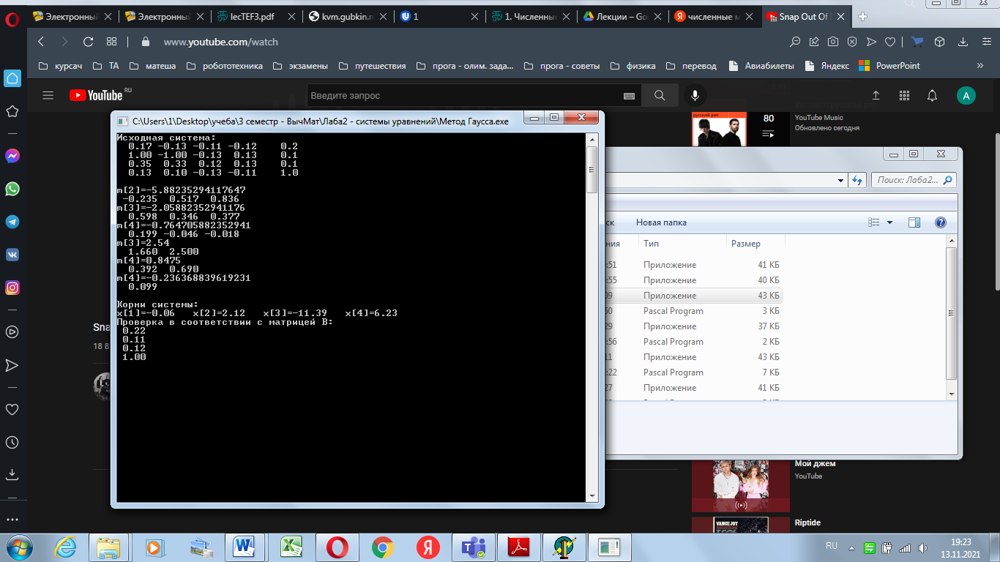 Электронный
Электронный
lecTEF3.pdf
kvm.gubkin.ru
1
1. Численные
Лекции – Goo
численные м
Snap Out Of I
www.youtube.com/watch
курсач
ТА
матеша
робототехника
экзамены
путешествия
прога - олим. зада...
прога - советы
физика
перевод
Авиабилеты
Яндекс
PowerPoint
»
YouTube RU
Введите запрос
A
80
YouTube Music
Обновлено сегодня
C:\Users\1\Desktop\учеба\3 семестр - ВычМат\Лаба2 - системы уравнений\Метод Гаусса.exe
Исходная система:
0.17 -0.13 -0.11 -0.12 0.2
1.00 -1.00 -0.13 0.13 0.1
0.35 0.33 0.12 0.13 0.1
0.13 0.10 -0.13 -0.11 1.0
m[2]=-5.88235294117647
-0.235 0.517 0.836
m[3]=-2.05882352941176
0.598 0.346 0.377
m[4]=-0.764705882352941
0.199 -0.046 -0.018
m[3]=2.54
1.660 2.500
m[4]=0.8475
0.392 0.690
m[4]=-0.236368839619231
0.099
Корни системы:
x[1]=-0.06 x[2]=2.12 x[3]=-11.39 x[4]=6.23
Проверка в соответствии с матрицей B:
0.22
0.11
0.12
1.00
Поиск: Лаба2...
ск
Новая папка
ния
Тип
Размер
:51
Приложение
41 КБ
:55
Приложение
40 КБ
09
Приложение
43 КБ
50
Pascal Program
3 КБ
29
Приложение
37 КБ
:56
Pascal Program
2 КБ
11
Приложение
43 КБ
:22
Pascal Program
7 КБ
27
Приложение
41 КБ
Sna
18 8
Мой джем
YouTube
VANCE JOY
Riptide
RU
19:23
13.11.2021